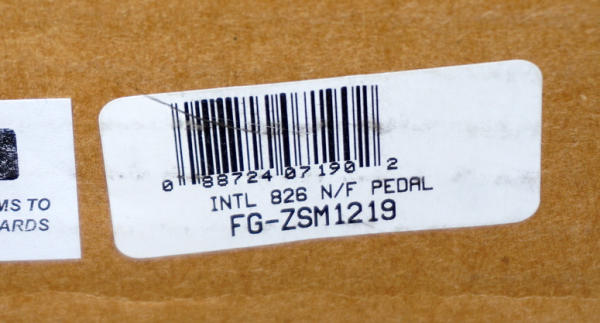 MS TO
ARDS
0 88724 07190 2
INTL 826 N/F PEDAL
FG-ZSM1219